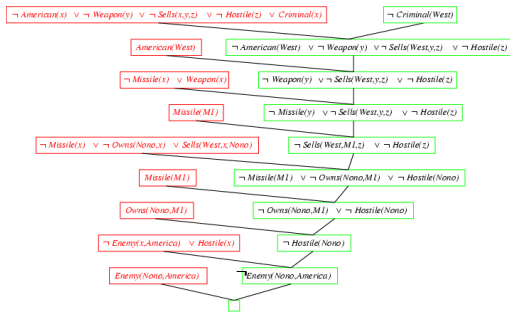 ¬ American(x) ∨ ¬ Weapon(y) ∨ ¬ Sells(x,y,z) ∨ ¬ Hostile(z) ∨ Criminal(x)
¬ Criminal(West)
American(West)
¬ American(West) ∨ ¬ Weapon(y) ∨ ¬ Sells(West,y,z) ∨ ¬ Hostile(z)
¬ Missile(x) ∨ Weapon(x)
¬ Weapon(y) ∨ ¬ Sells(West,y,z) ∨ ¬ Hostile(z)
Missile(M1)
¬ Missile(y) ∨ ¬ Sells(West,y,z) ∨ ¬ Hostile(z)
¬ Missile(x) ∨ ¬ Owns(Nono,x) ∨ Sells(West,x,Nono)
¬ Sells(West,M1,z) ∨ ¬ Hostile(z)
Missile(M1)
¬ Missile(M1) ∨ ¬ Owns(Nono,M1) ∨ ¬ Hostile(Nono)
Owns(Nono,M1)
¬ Owns(Nono,M1) ∨ ¬ Hostile(Nono)
¬ Enemy(x,America) ∨ Hostile(x)
¬ Hostile(Nono)
Enemy(Nono,America)
¬ Enemy(Nono,America)